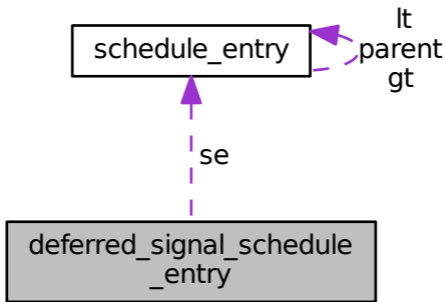 lt
schedule_entry
parent
gt
se
deferred_signal_schedule
_entry